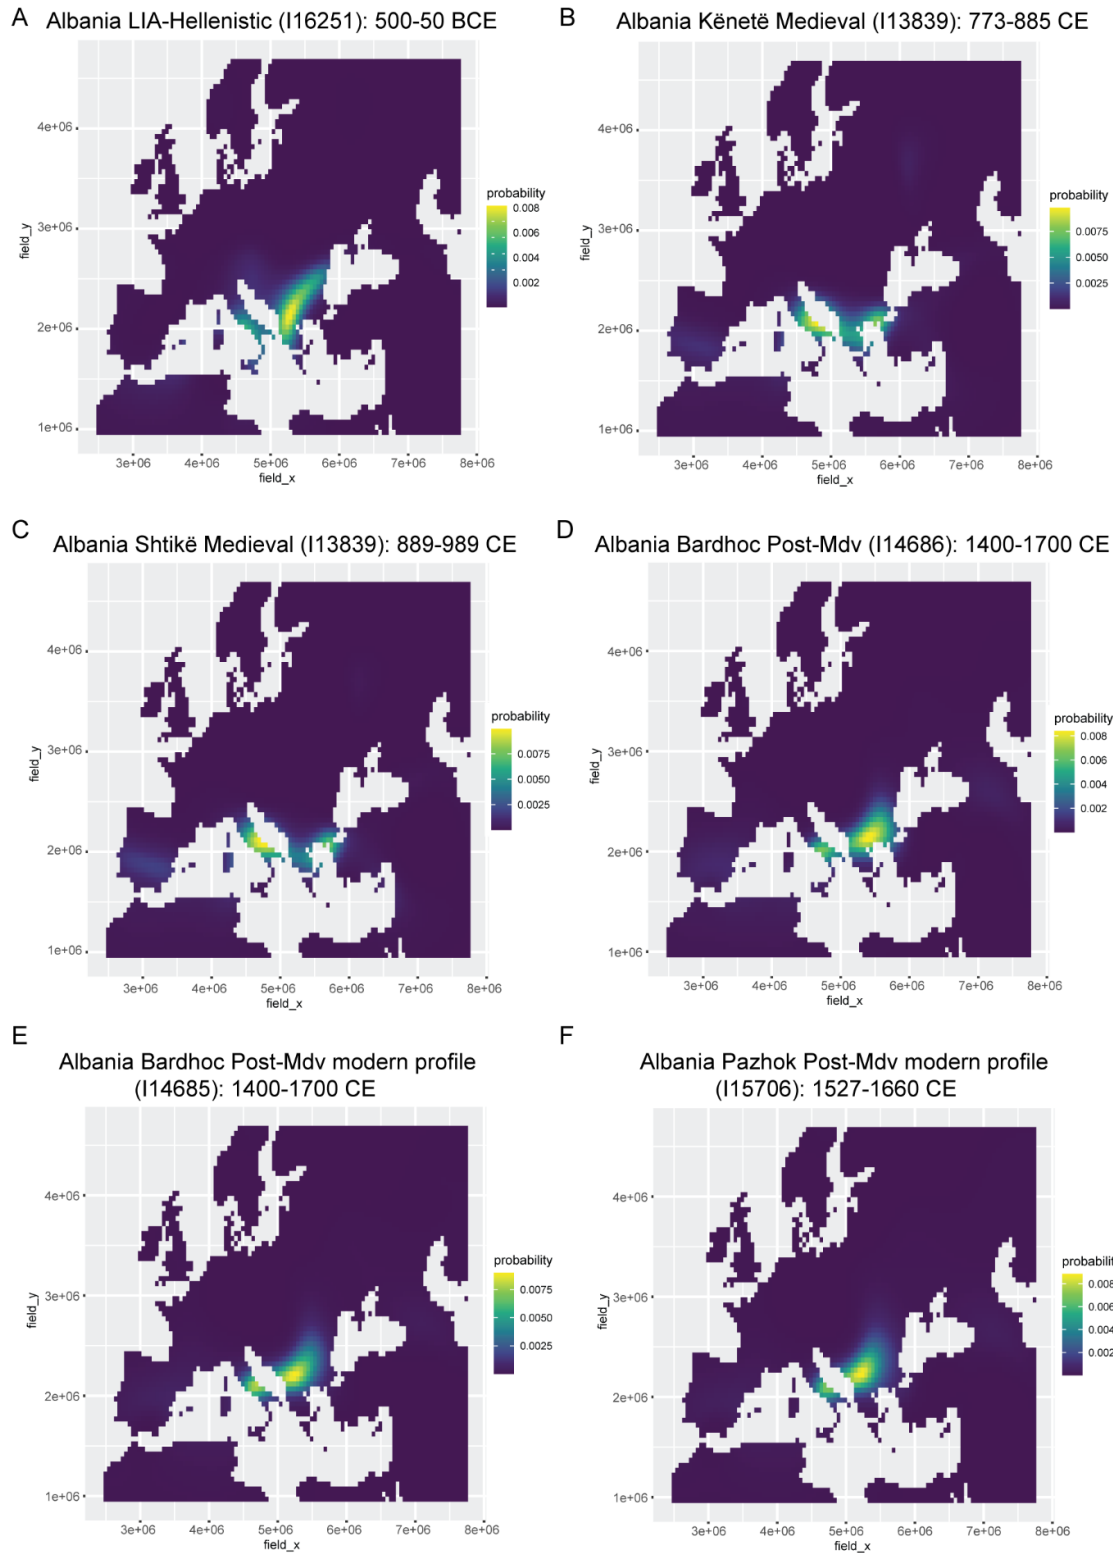 A Albania LIA-Hellenistic (I16251): 500-50 BCE
4e+06
3e+06
2e+06
1e+06
field_y
3e+06 4e+06 5e+06 6e+06 7e+06 8e+06
field_x
probability
0.008
0.006
0.004
0.002
B Albania Kënetë Medieval (I13839): 773-885 CE
4e+06
3e+06
2e+06
1e+06
field_y
3e+06 4e+06 5e+06 6e+06 7e+06 8e+06
field_x
probability
0.0075
0.0050
0.0025
C Albania Shtikë Medieval (I13839): 889-989 CE
4e+06
3e+06
2e+06
1e+06
field_y
3e+06 4e+06 5e+06 6e+06 7e+06 8e+06
field_x
probability
0.0075
0.0050
0.0025
D Albania Bardhoc Post-Mdv (I14686): 1400-1700 CE
4e+06
3e+06
2e+06
1e+06
field_y
3e+06 4e+06 5e+06 6e+06 7e+06 8e+06
field_x
probability
0.008
0.006
0.004
0.002
E
Albania Bardhoc Post-Mdv modern profile
(I14685): 1400-1700 CE
4e+06
3e+06
2e+06
1e+06
field_y
3e+06 4e+06 5e+06 6e+06 7e+06 8e+06
field_x
probability
0.0075
0.0050
0.0025
F
Albania Pazhok Post-Mdv modern profile
(I15706): 1527-1660 CE
4e+06
3e+06
2e+06
1e+06
field_y
3e+06 4e+06 5e+06 6e+06 7e+06 8e+06
field_x
probability
0.008
0.006
0.004
0.002